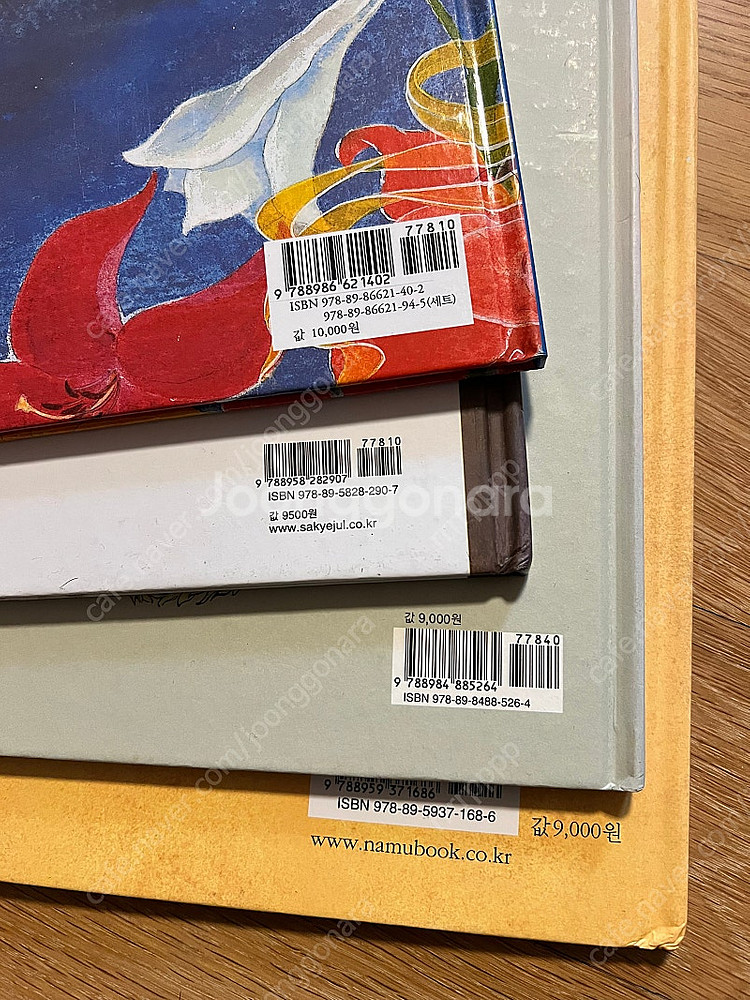 77810
9 788986 621402
ISBN 978-89-86621-40-2
978-89-86621-94-5(세트)
값 10,000원
77810
9 788958 282907
ISBN 978-89-5828-290-7
값 9500원
www.sakyejul.co.kr
Joonggonara
값 9,000원
77840
9 788984 885264
ISBN 978-89-8488-526-4
9 788959 371686
ISBN 978-89-5937-168-6
값 9,000원
www.namubook.co.kr